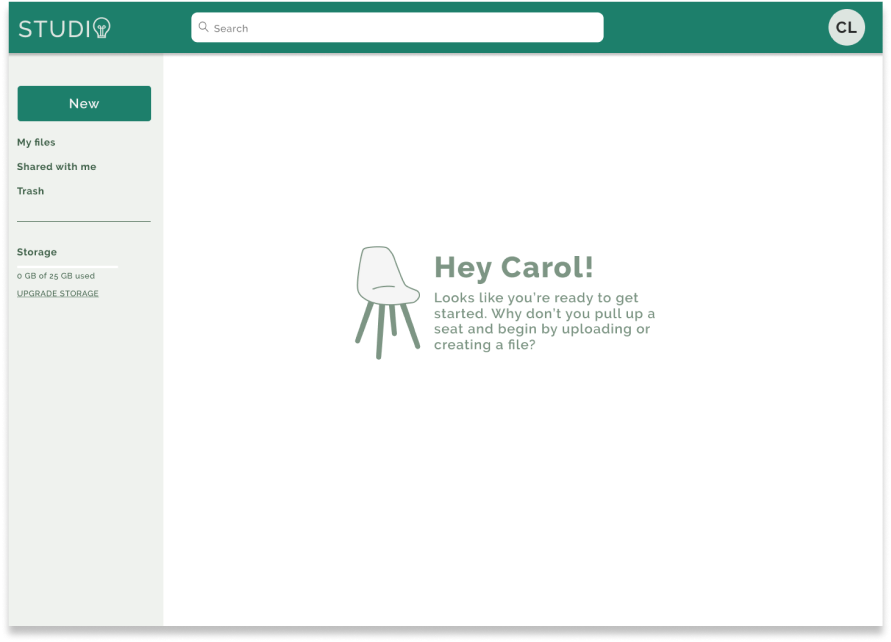 STUDIO
Search
CL
New
My files
Shared with me
Trash
Storage
0 GB of 25 GB used
UPGRADE STORAGE
Hey Carol!
Looks like you're ready to get
started. Why don't you pull up a
seat and begin by uploading or
creating a file?